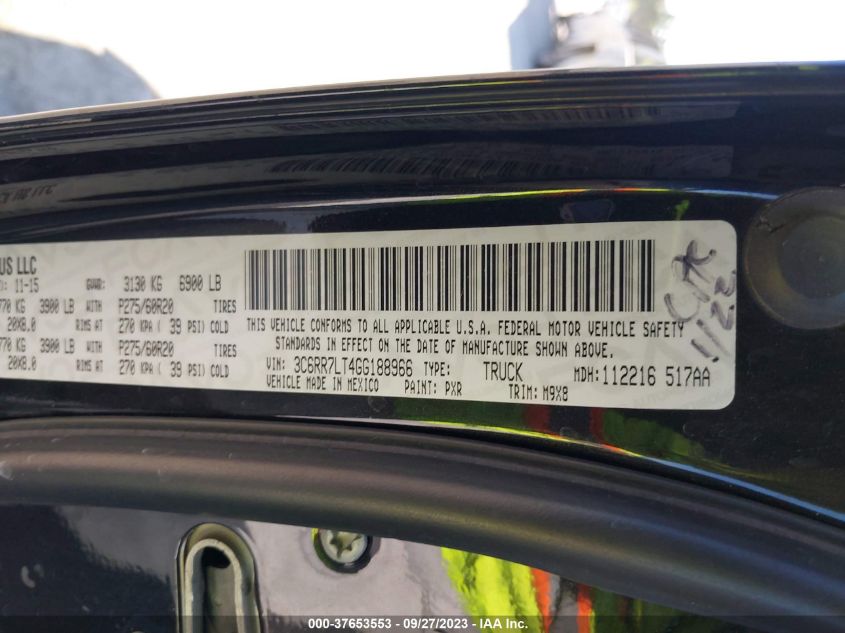 US LLC
11-15 GVWR: 3130 KG 6900 LB
770 KG 3900 LB WITH P275/60R20 TIRES
20X8.0 RIMS AT 270 KPA ( 39 PSI) COLD
770 KG 3900 LB WITH P275/60R20 TIRES
20X8.0 RIMS AT 270 KPA ( 39 PSI) COLD
THIS VEHICLE CONFORMS TO ALL APPLICABLE U.S.A. FEDERAL MOTOR VEHICLE SAFETY
STANDARDS IN EFFECT ON THE DATE OF MANUFACTURE SHOWN ABOVE.
VIN: 3C6RR7LT4GG188966 TYPE: TRUCK MDH: 112216 517AA
VEHICLE MADE IN MEXICO PAINT: PXR TRIM: M9X8
1122
© - 37653553 - 09/27/2023 - © IAA Inc.